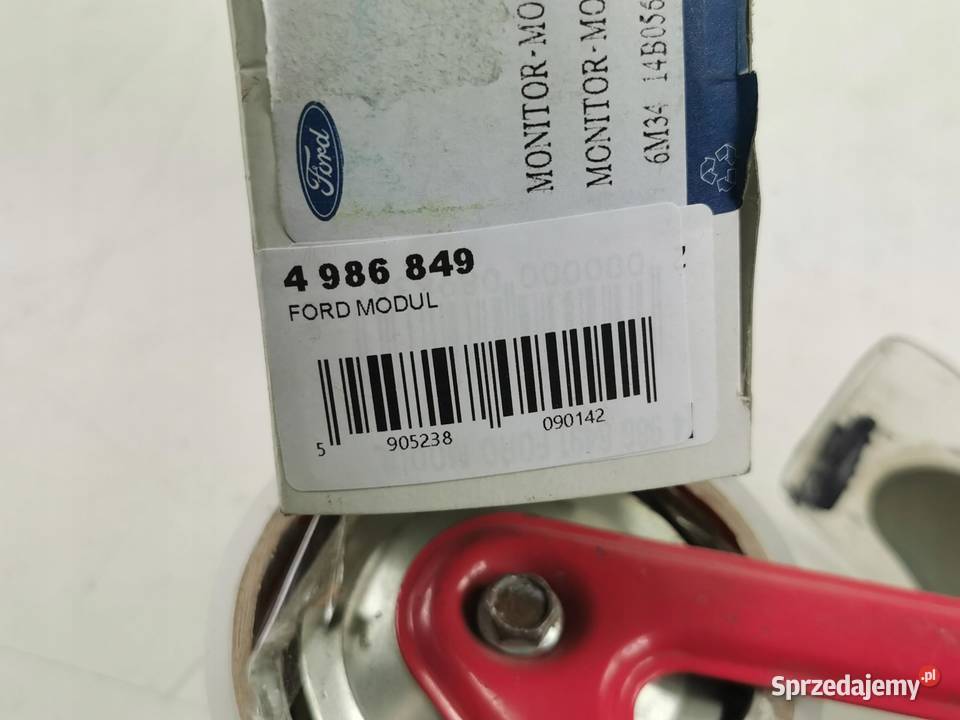 Ford
MONITOR-MO
MONITOR-MO
6M34 14B056
4 986 849
FORD MODUL
5 905238 090142
Sprzedajemy.pl